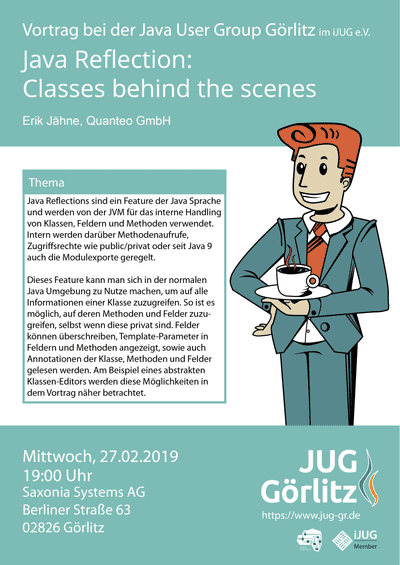 Vortrag bei der Java User Group Görlitz im iJUG e.V.
Java Reflection:
Classes behind the scenes
Erik Jähne, Quanteo GmbH
Thema
Java Reflections sind ein Feature der Java Sprache
und werden von der JVM für das interne Handling
von Klassen, Feldern und Methoden verwendet.
Intern werden darüber Methodenaufrufe,
Zugriffsrechte wie public/privat oder seit Java 9
auch die Modulexporte geregelt.
Dieses Feature kann man sich in der normalen
Java Umgebung zu Nutze machen, um auf alle
Informationen einer Klasse zuzugreifen. So ist es
möglich, auf deren Methoden und Felder zuzu-
greifen, selbst wenn diese privat sind. Felder
können überschreiben, Template-Parameter in
Feldern und Methoden angezeigt, sowie auch
Annotationen der Klasse, Methoden und Felder
gelesen werden. Am Beispiel eines abstrakten
Klassen-Editors werden diese Möglichkeiten in
dem Vortrag näher betrachtet.
Mittwoch, 27.02.2019
19:00 Uhr
Saxonia Systems AG
Berliner Straße 63
02826 Görlitz
JUG
Görlitz
https://www.jug-gr.de
iJUG
Member